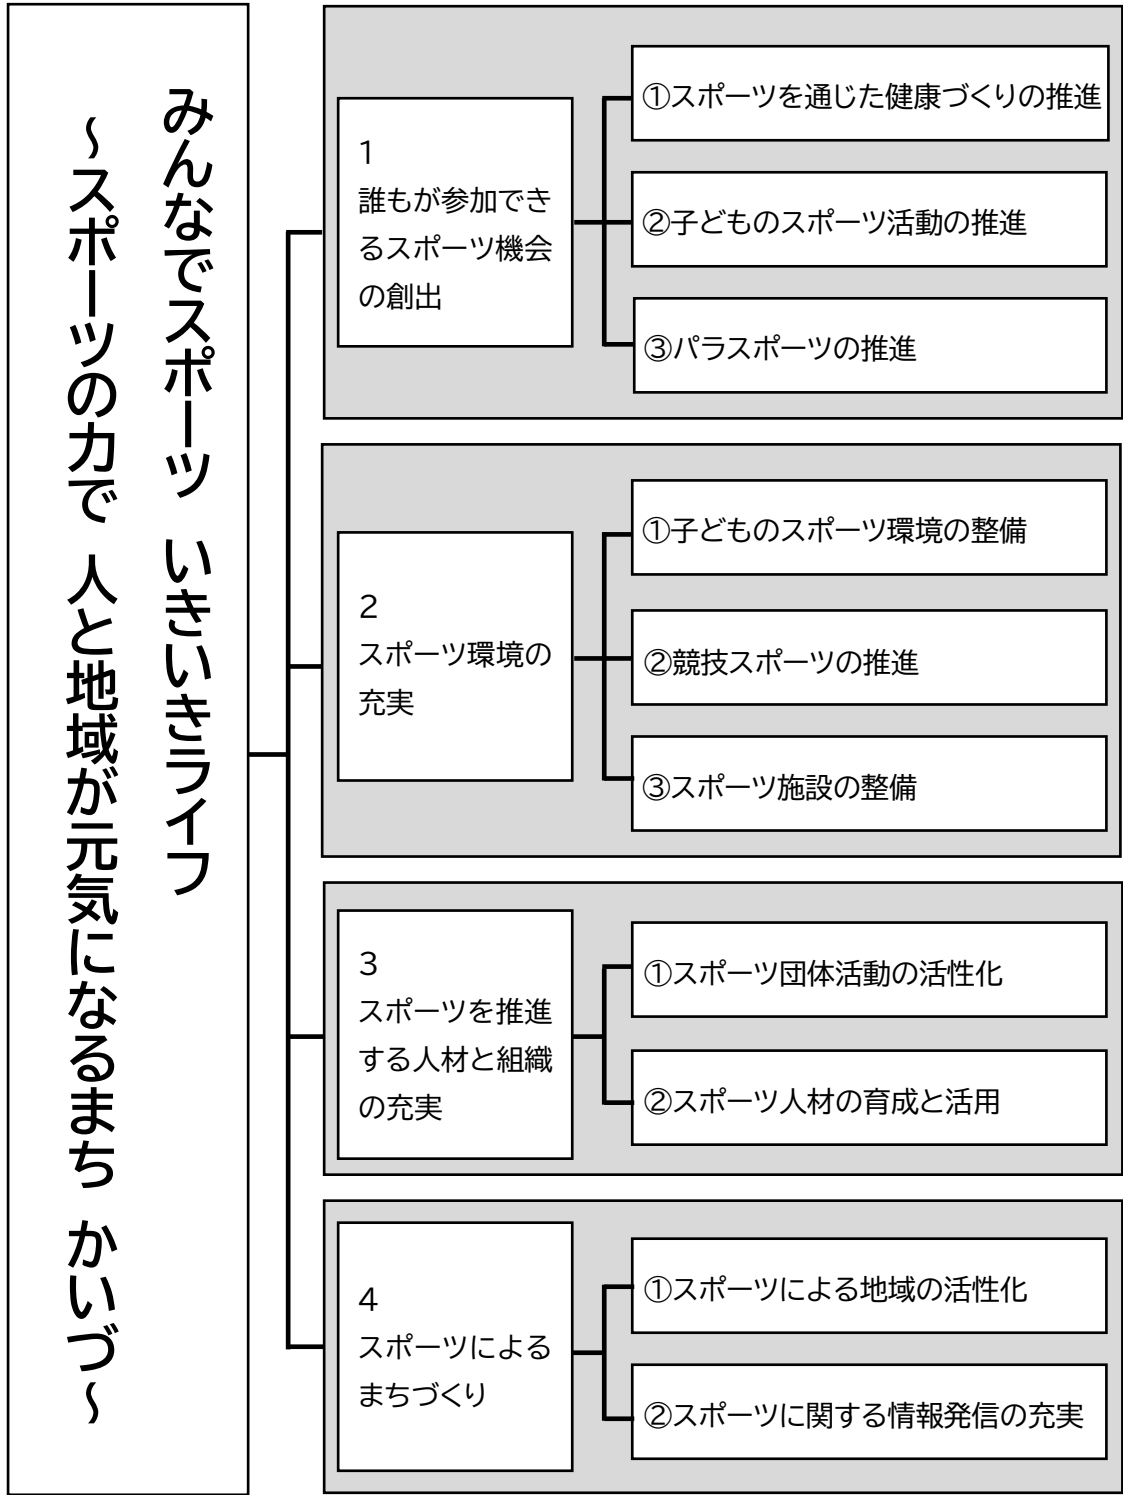 みんなでスポーツ いきいきライフ
～スポーツの力で 人と地域が元気になるまち かいづ～
1
誰もが参加でき
るスポーツ機会
の創出
①スポーツを通じた健康づくりの推進
②子どものスポーツ活動の推進
③パラスポーツの推進
2
スポーツ環境の
充実
①子どものスポーツ環境の整備
②競技スポーツの推進
③スポーツ施設の整備
3
スポーツを推進
する人材と組織
の充実
①スポーツ団体活動の活性化
②スポーツ人材の育成と活用
4
スポーツによる
まちづくり
①スポーツによる地域の活性化
②スポーツに関する情報発信の充実